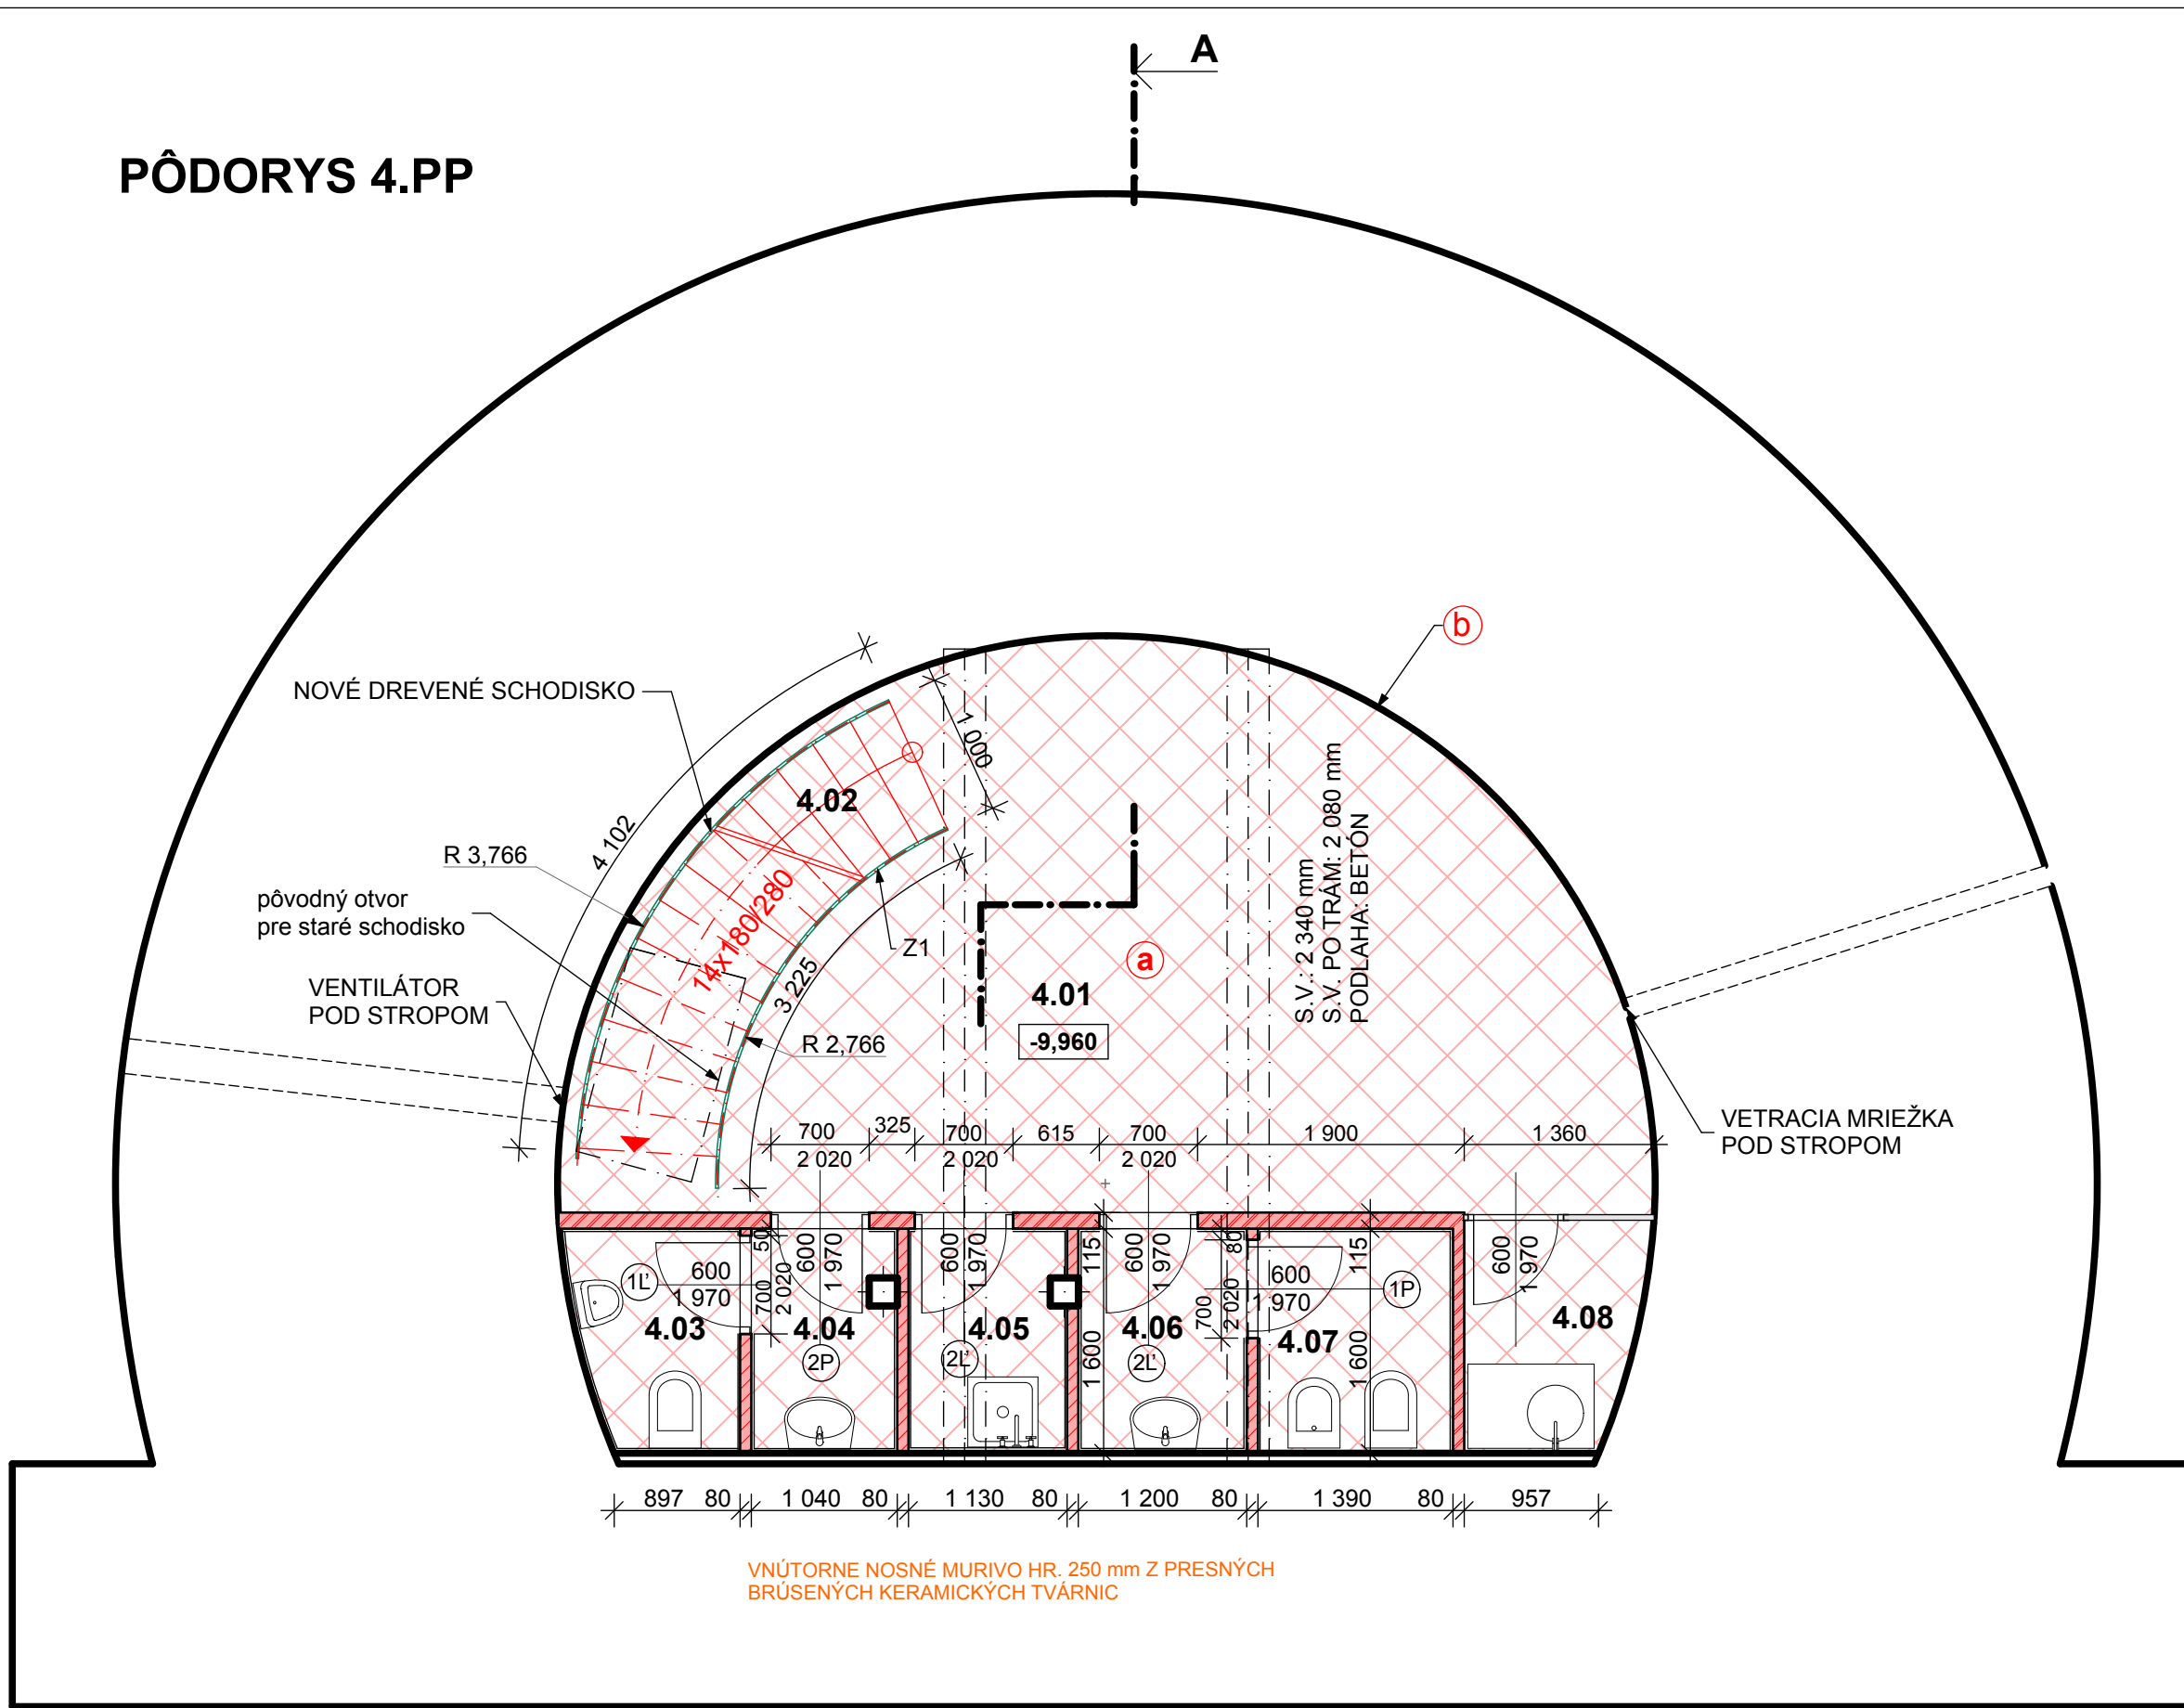 A
PÔDORYS 4.PP
b
NOVÉ DREVENÉ SCHODISKO
1 000
4.02
4 102
R 3,766
14x180/280
pôvodný otvor
pre staré schodisko
Z1
S.V.: 2 340 mm
S.V. PO TRÁM: 2 080 mm
PODLAHA: BETÓN
a
3 225
4.01
VENTILÁTOR
POD STROPOM
R 2,766
-9,960
VETRACIA MRIEŽKA
POD STROPOM
700 325 700 615 700 1 900 1 360
2 020 2 020 2 020
50 600 1 970 600 1 970 115 600 1 970 80 115 600 1 970
1Ľ 600 700 2 020 700 2 020 600 1P
1 970 1 970
4.03 4.04 4.05 4.06 4.07 4.08
2P 2Ľ 1 600 2Ľ 1 600
897 80 1 040 80 1 130 80 1 200 80 1 390 80 957
VNÚTORNE NOSNÉ MURIVO HR. 250 mm Z PRESNÝCH
BRÚSENÝCH KERAMICKÝCH TVÁRNIC